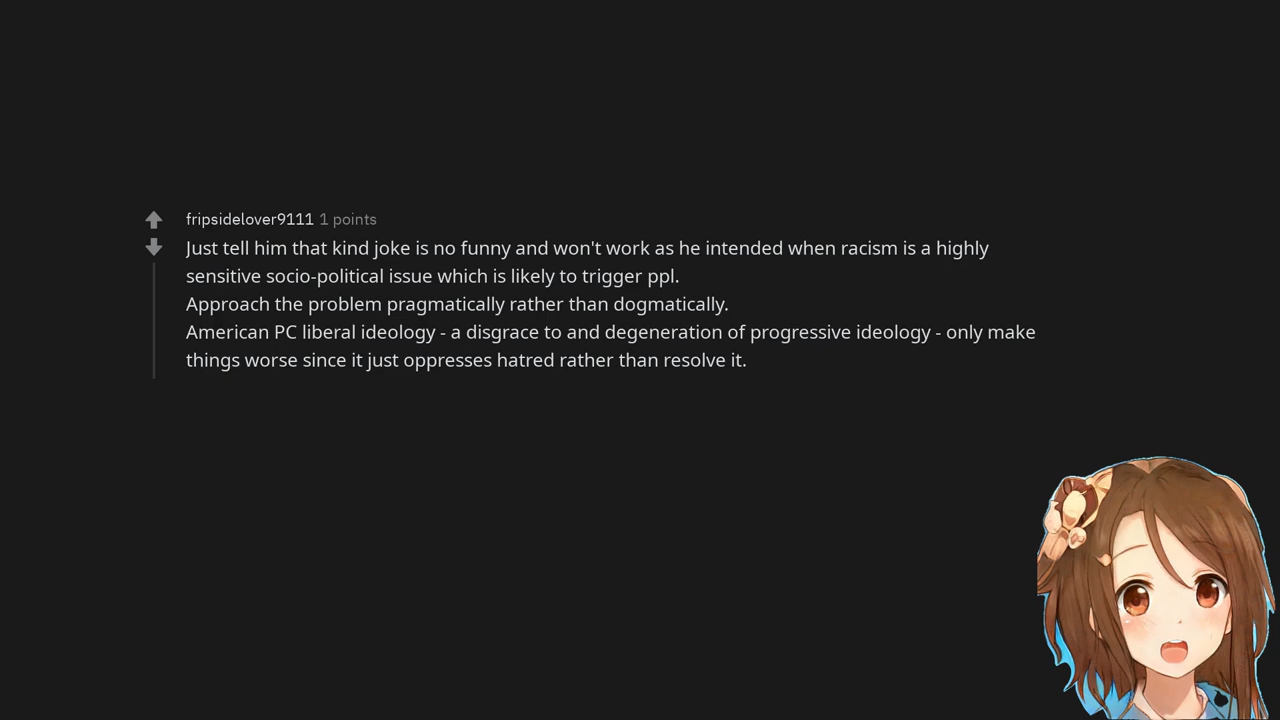 fripsidelover9111 1 points
Just tell him that kind joke is no funny and won't work as he intended when racism is a highly
sensitive socio-political issue which is likely to trigger ppl.
Approach the problem pragmatically rather than dogmatically.
American PC liberal ideology - a disgrace to and degeneration of progressive ideology - only make
things worse since it just oppresses hatred rather than resolve it.